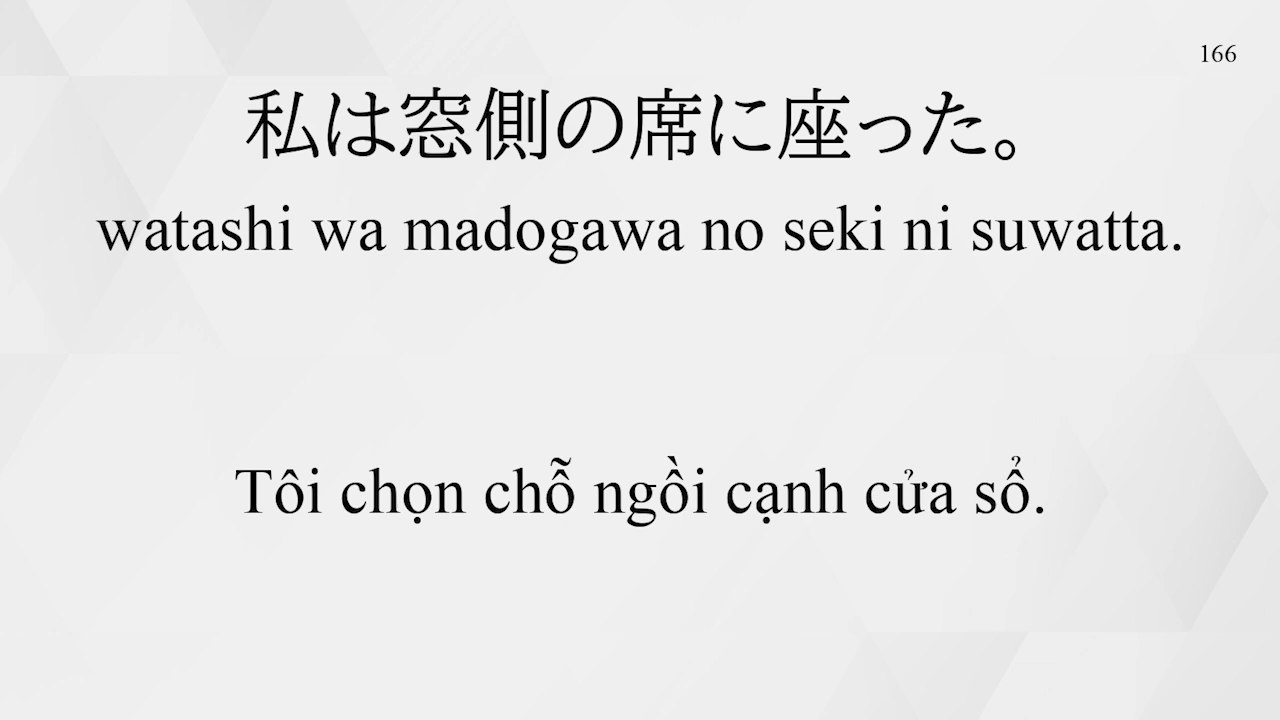 166
私は窓側の席に座った。
watashi wa madogawa no seki ni suwatta.
Tôi chọn chỗ ngồi cạnh cửa sổ.